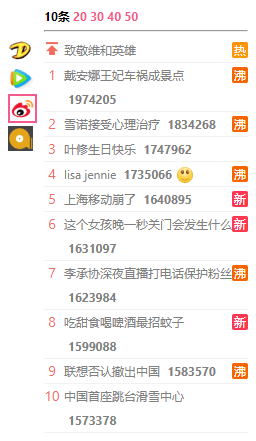 10条 20 30 40 50
致敬维和英雄 热
1 戴安娜王妃车祸成景点 沸
1974205
2 雪诺接受心理治疗 1834268 沸
3 叶修生日快乐 1747962
4 lisa jennie 1735066 沸
5 上海移动崩了 1640895 新
6 这个女孩晚一秒关门会发生什么 新
1631097
7 李承协深夜直播打电话保护粉丝 沸
1623984
8 吃甜食喝啤酒最招蚊子 新
1599088
9 联想否认撤出中国 1583570 沸
10 中国首座跳台滑雪中心
1573378